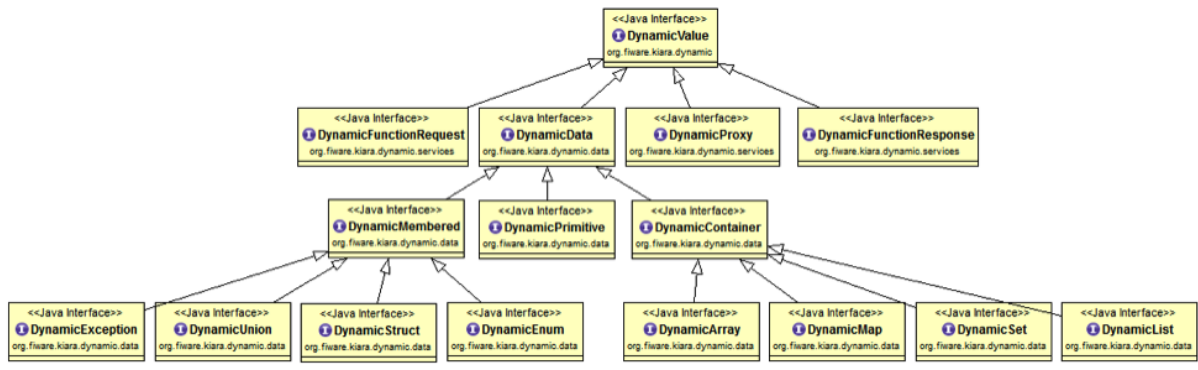 <<Java Interface>>
DynamicValue
org.fiware.kiara.dynamic
<<Java Interface>>
DynamicFunctionRequest
org.fiware.kiara.dynamic.services
<<Java Interface>>
DynamicData
org.fiware.kiara.dynamic.data
<<Java Interface>>
DynamicProxy
org.fiware.kiara.dynamic.services
<<Java Interface>>
DynamicFunctionResponse
org.fiware.kiara.dynamic.services
<<Java Interface>>
DynamicMembered
org.fiware.kiara.dynamic.data
<<Java Interface>>
DynamicPrimitive
org.fiware.kiara.dynamic.data
<<Java Interface>>
DynamicContainer
org.fiware.kiara.dynamic.data
<<Java Interface>>
DynamicException
org.fiware.kiara.dynamic.data
<<Java Interface>>
DynamicUnion
org.fiware.kiara.dynamic.data
<<Java Interface>>
DynamicStruct
org.fiware.kiara.dynamic.data
<<Java Interface>>
DynamicEnum
org.fiware.kiara.dynamic.data
<<Java Interface>>
DynamicArray
org.fiware.kiara.dynamic.data
<<Java Interface>>
DynamicMap
org.fiware.kiara.dynamic.data
<<Java Interface>>
DynamicSet
org.fiware.kiara.dynamic.data
<<Java Interface>>
DynamicList
org.fiware.kiara.dynamic.data